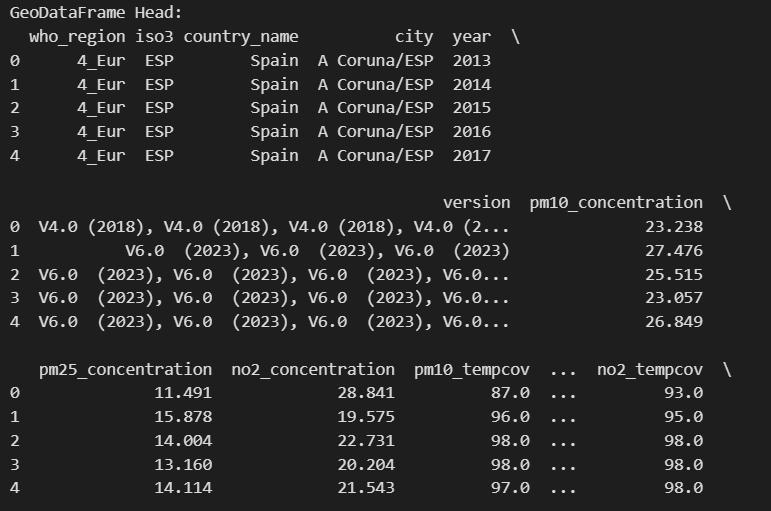 GeoDataFrame Head:
  who_region iso3 country_name          city  year  \
0      4_Eur  ESP        Spain  A Coruna/ESP  2013
1      4_Eur  ESP        Spain  A Coruna/ESP  2014
2      4_Eur  ESP        Spain  A Coruna/ESP  2015
3      4_Eur  ESP        Spain  A Coruna/ESP  2016
4      4_Eur  ESP        Spain  A Coruna/ESP  2017
                                             version  pm10_concentration  \
0  V4.0 (2018), V4.0 (2018), V4.0 (2018), V4.0 (2...              23.238
1           V6.0  (2023), V6.0  (2023), V6.0  (2023)              27.476
2  V6.0  (2023), V6.0  (2023), V6.0  (2023), V6.0...              25.515
3  V6.0  (2023), V6.0  (2023), V6.0  (2023), V6.0...              23.057
4  V6.0  (2023), V6.0  (2023), V6.0  (2023), V6.0...              26.849
   pm25_concentration  no2_concentration  pm10_tempcov  ...  no2_tempcov  \
0              11.491             28.841          87.0  ...         93.0
1              15.878             19.575          96.0  ...         95.0
2              14.004             22.731          98.0  ...         98.0
3              13.160             20.204          98.0  ...         98.0
4              14.114             21.543          97.0  ...         98.0